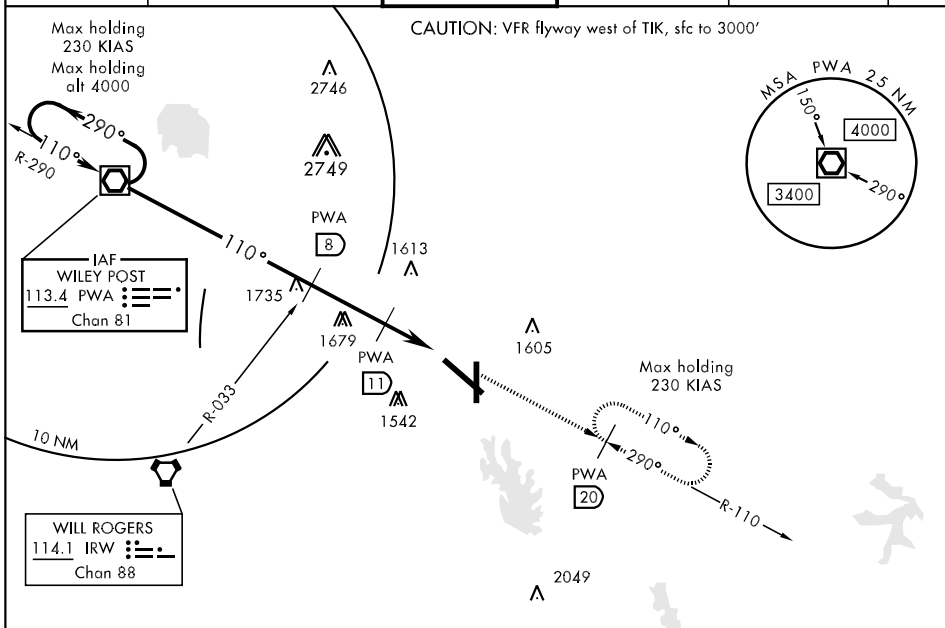 CAUTION: VFR flyway west of TIK, sfc to 3000'
Max holding
230 KIAS
Max holding
alt 4000
290°
110°
R-290
2746
2749
MSA PWA 25 NM
150°
4000
3400
290°
110°
PWA
8
1613
IAF
WILEY POST
113.4 PWA
Chan 81
1735
1679
PWA
11
1542
1605
Max holding
230 KIAS
110°
290°
PWA
20
R-110
R-033
10 NM
WILL ROGERS
114.1 IRW
Chan 88
2049